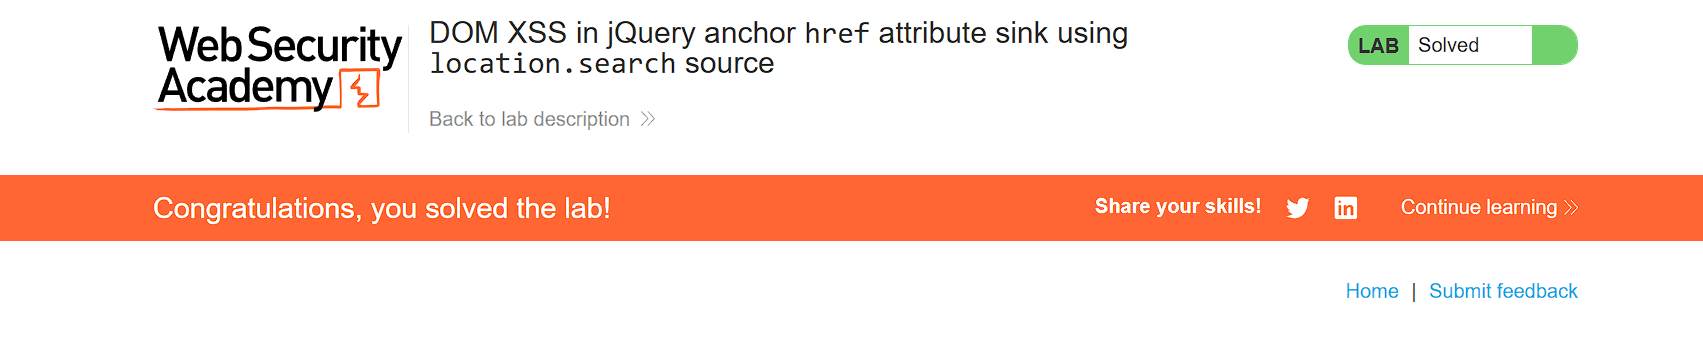 Web Security
Academy
DOM XSS in jQuery anchor href attribute sink using
location.search source
Back to lab description
LAB Solved
Congratulations, you solved the lab!
Share your skills!
Continue learning
Home | Submit feedback